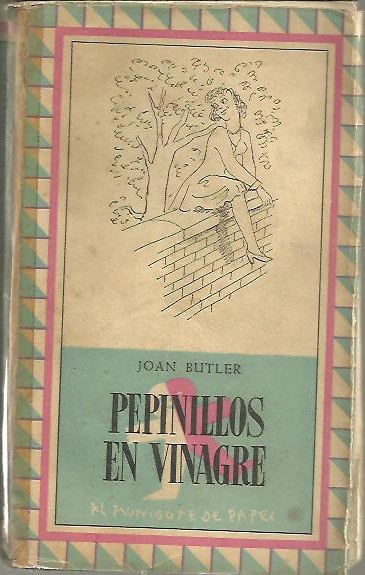 JOAN BUTLER
PEPINILLOS
EN VINAGRE
AL MONIGOTE DE PAPEL